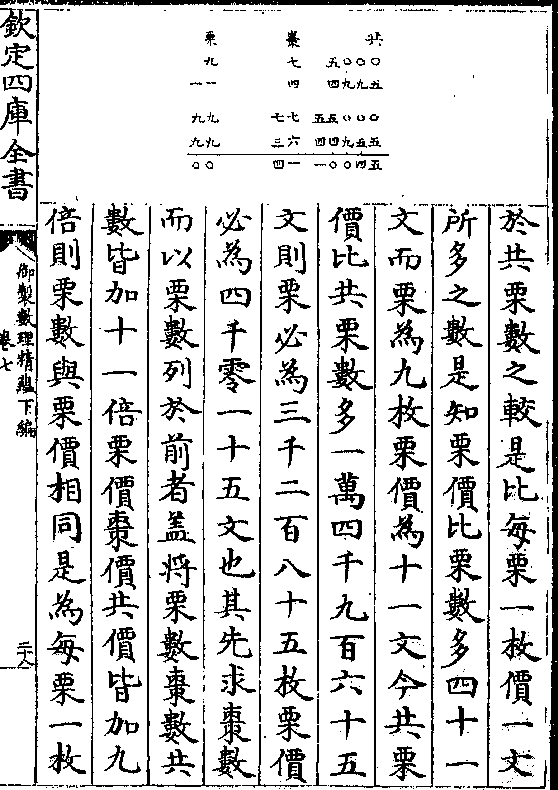 共 棗 栗
九 七 五〇〇〇
一一 四 四九九五
九九 七七 五五〇〇〇
九九 三六 四四九五五
〇〇 四一 一〇〇四五
於共栗數之較是比每栗一枚價一文
所多之數是知栗價比栗數多四十一
文而栗為九枚栗價為十一文今共栗
價比共栗數多一萬四千九百六十五
文則栗必為三千二百八十五枚栗價
必為四千零一十五文也其先求棗數
而以栗數列於前者盖將栗數棗數共
數皆加十一倍栗價棗價共價皆加九
倍則栗數與栗價相同是為每栗一枚
欽定四庫全書
御製數理精蘊下編
卷七
二十八